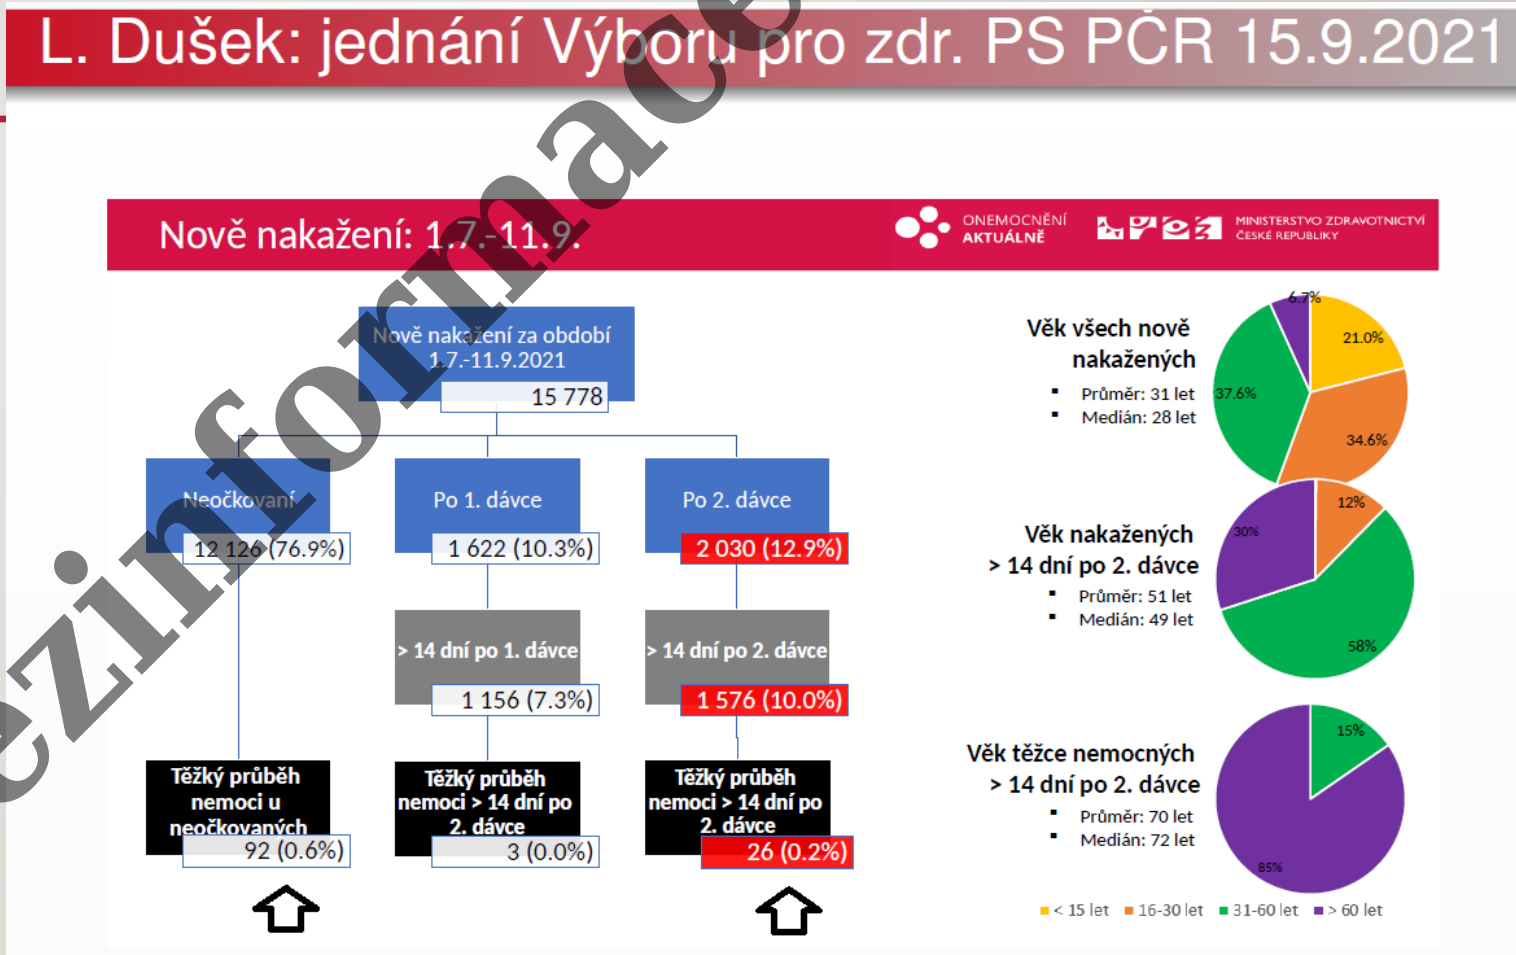 L. Dušek: jednání Výboru pro zdr. PS PČR 15.9.2021
Nově nakažení: 1.7.-11.9.
ONEMOCNĚNÍ
AKTUÁLNĚ
MINISTERSTVO ZDRAVOTNICTVÍ
ČESKÉ REPUBLIKY
Nově nakažení za období
1.7.-11.9.2021
15 778
Neočkovaní
12 126 (76.9%)
Po 1. dávce
1 622 (10.3%)
Po 2. dávce
2 030 (12.9%)
> 14 dní po 1. dávce
1 156 (7.3%)
> 14 dní po 2. dávce
1 576 (10.0%)
Těžký průběh
nemoci u
neočkovaných
92 (0.6%)
Těžký průběh
nemoci > 14 dní po
2. dávce
3 (0.0%)
Těžký průběh
nemoci > 14 dní po
2. dávce
26 (0.2%)
Věk všech nově
nakažených
▪ Průměr: 31 let
▪ Medián: 28 let
6.7%
21.0%
37.6%
34.6%
Věk nakažených
> 14 dní po 2. dávce
▪ Průměr: 51 let
▪ Medián: 49 let
12%
30%
58%
Věk těžce nemocných
> 14 dní po 2. dávce
▪ Průměr: 70 let
▪ Medián: 72 let
15%
85%
< 15 let 16-30 let 31-60 let > 60 let
ezinformace